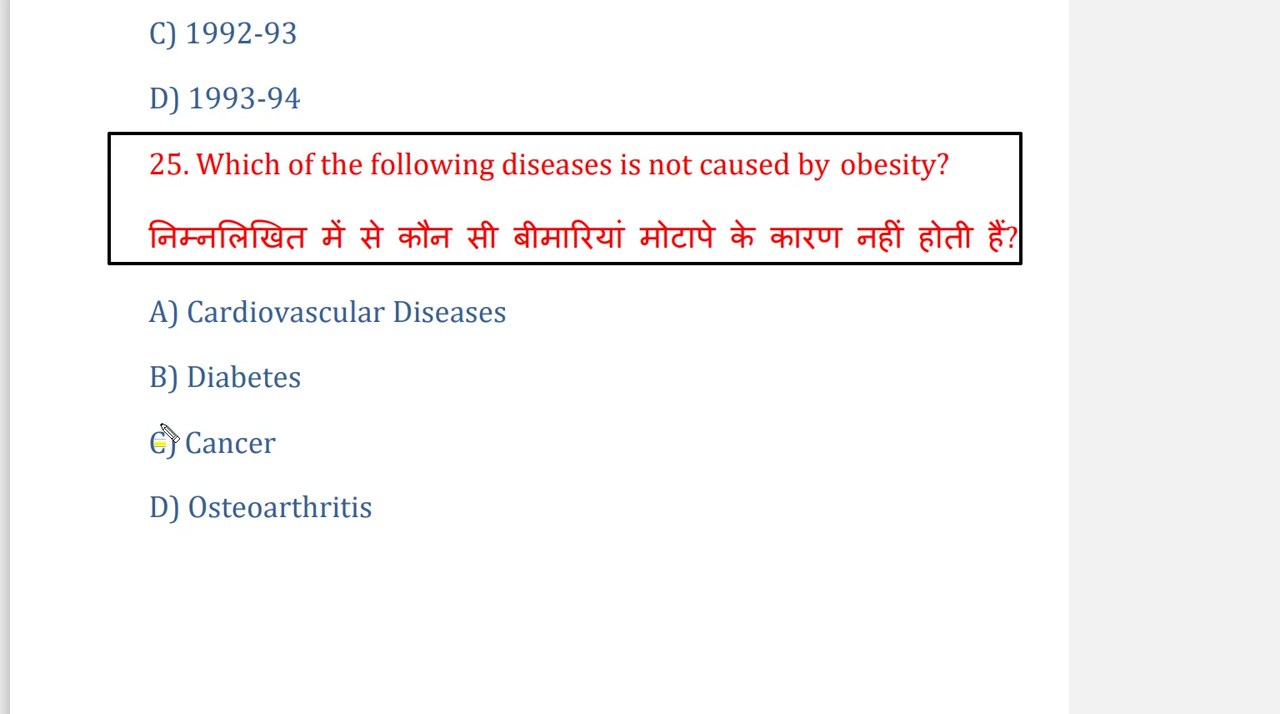 C) 1992-93
D) 1993-94
25. Which of the following diseases is not caused by obesity?
निम्नलिखित में से कौन सी बीमारियां मोटापे के कारण नहीं होती हैं?
A) Cardiovascular Diseases
B) Diabetes
C) Cancer
D) Osteoarthritis